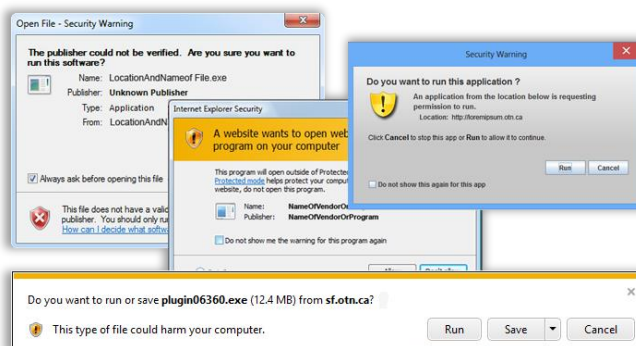 Open File - Security Warning
The publisher could not be verified. Are you sure you want to
run this software?
Name: LocationAndNameof File.exe
Publisher: Unknown Publisher
Type: Application
From: LocationAndN
Always ask before opening this file
This file does not have a valid
publisher. You should only ru
How can I decide what softw
Internet Explorer Security
A website wants to open web
program on your computer
This program will open outside of Protected
Protected mode helps protect your comput
website, do not open this program.
Name: NameOfVendorOr
Publisher: NameOfVendorOrProgram
Do not show me the warning for this program again
Security Warning
Do you want to run this application ?
An application from the location below is requesting
permission to run.
Location: http://loremipsum.otn.ca
Click Cancel to stop this app or Run to allow it to continue.
Run Cancel
Do not show this again for this app
Do you want to run or save plugin06360.exe (12.4 MB) from sf.otn.ca?
This type of file could harm your computer.
Run Save Cancel